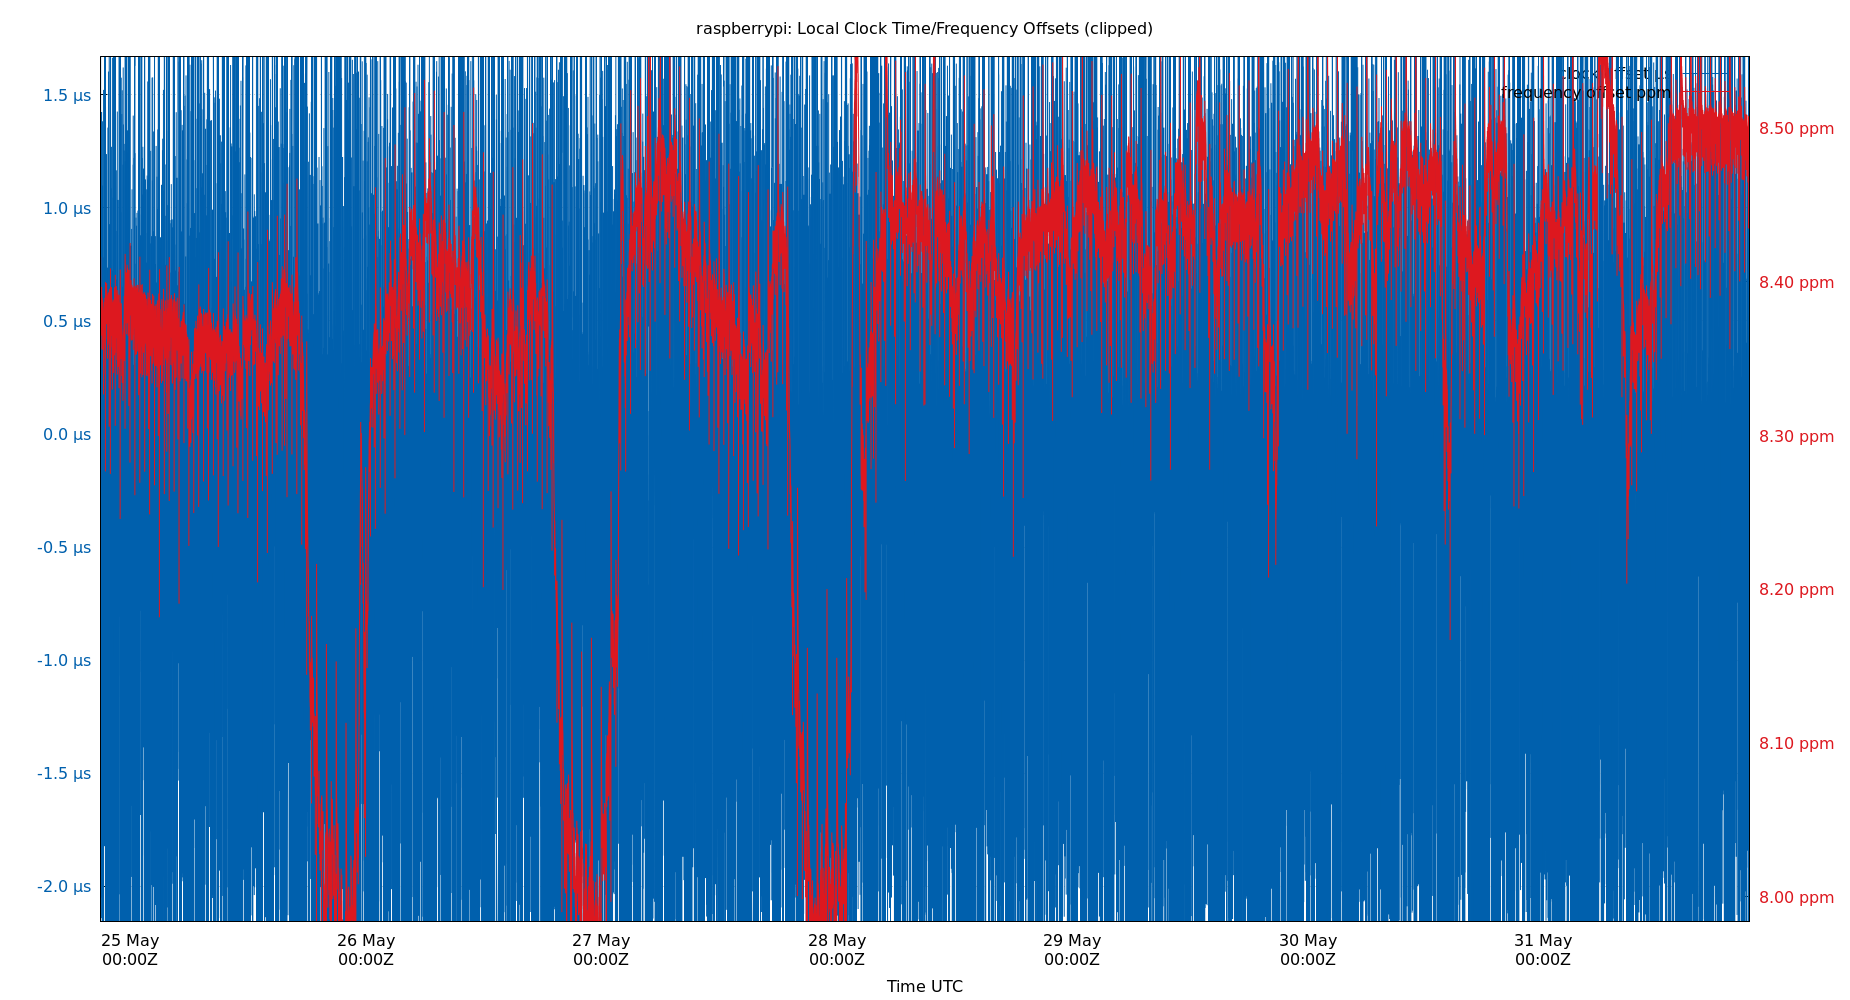 raspberrypi: Local Clock Time/Frequency Offsets (clipped)
clock offset µs
frequency offset ppm
1.5 µs
1.0 µs
0.5 µs
0.0 µs
-0.5 µs
-1.0 µs
-1.5 µs
-2.0 µs
8.50 ppm
8.40 ppm
8.30 ppm
8.20 ppm
8.10 ppm
8.00 ppm
25 May
00:00Z
26 May
00:00Z
27 May
00:00Z
28 May
00:00Z
29 May
00:00Z
30 May
00:00Z
31 May
00:00Z
Time UTC